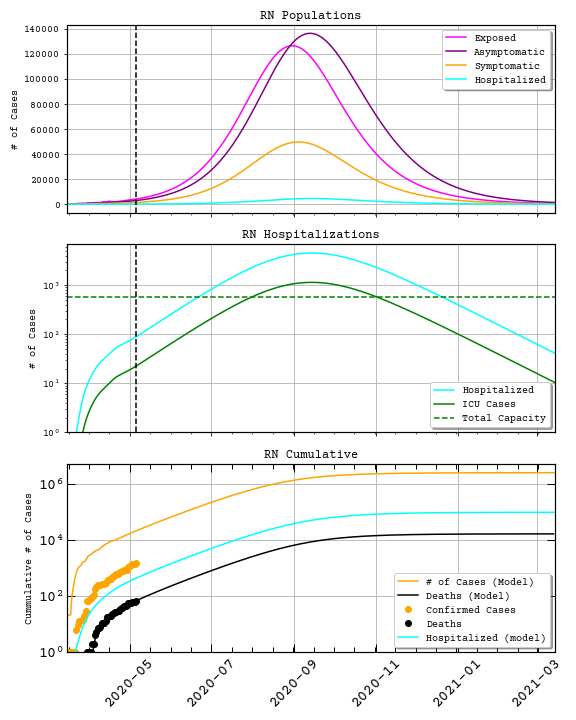 RN Populations
140000
120000
100000
80000
60000
40000
20000
0
# of Cases
Exposed
Asymptomatic
Symptomatic
Hospitalized
RN Hospitalizations
10³
10²
10¹
10⁰
# of Cases
Hospitalized
ICU Cases
Total Capacity
RN Cumulative
10⁶
10⁴
10²
10⁰
Cummulative # of Cases
# of Cases (Model)
Deaths (Model)
Confirmed Cases
Deaths
Hospitalized (model)
2020-05 2020-07 2020-09 2020-11 2021-01 2021-03